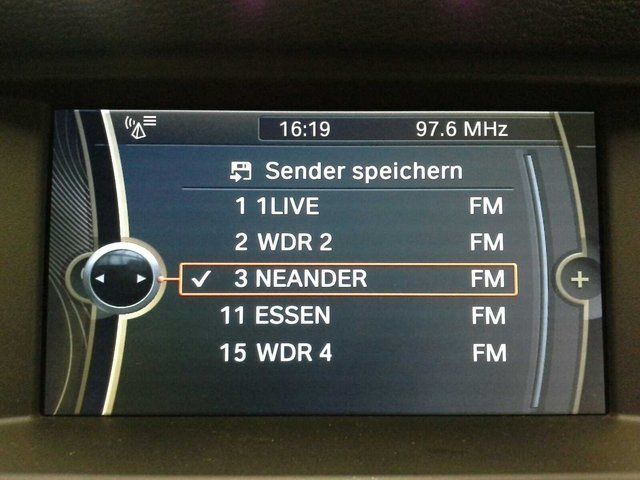 16:19 97.6 MHz
Sender speichern
1 1LIVE FM
2 WDR 2 FM
3 NEANDER FM
11 ESSEN FM
15 WDR 4 FM